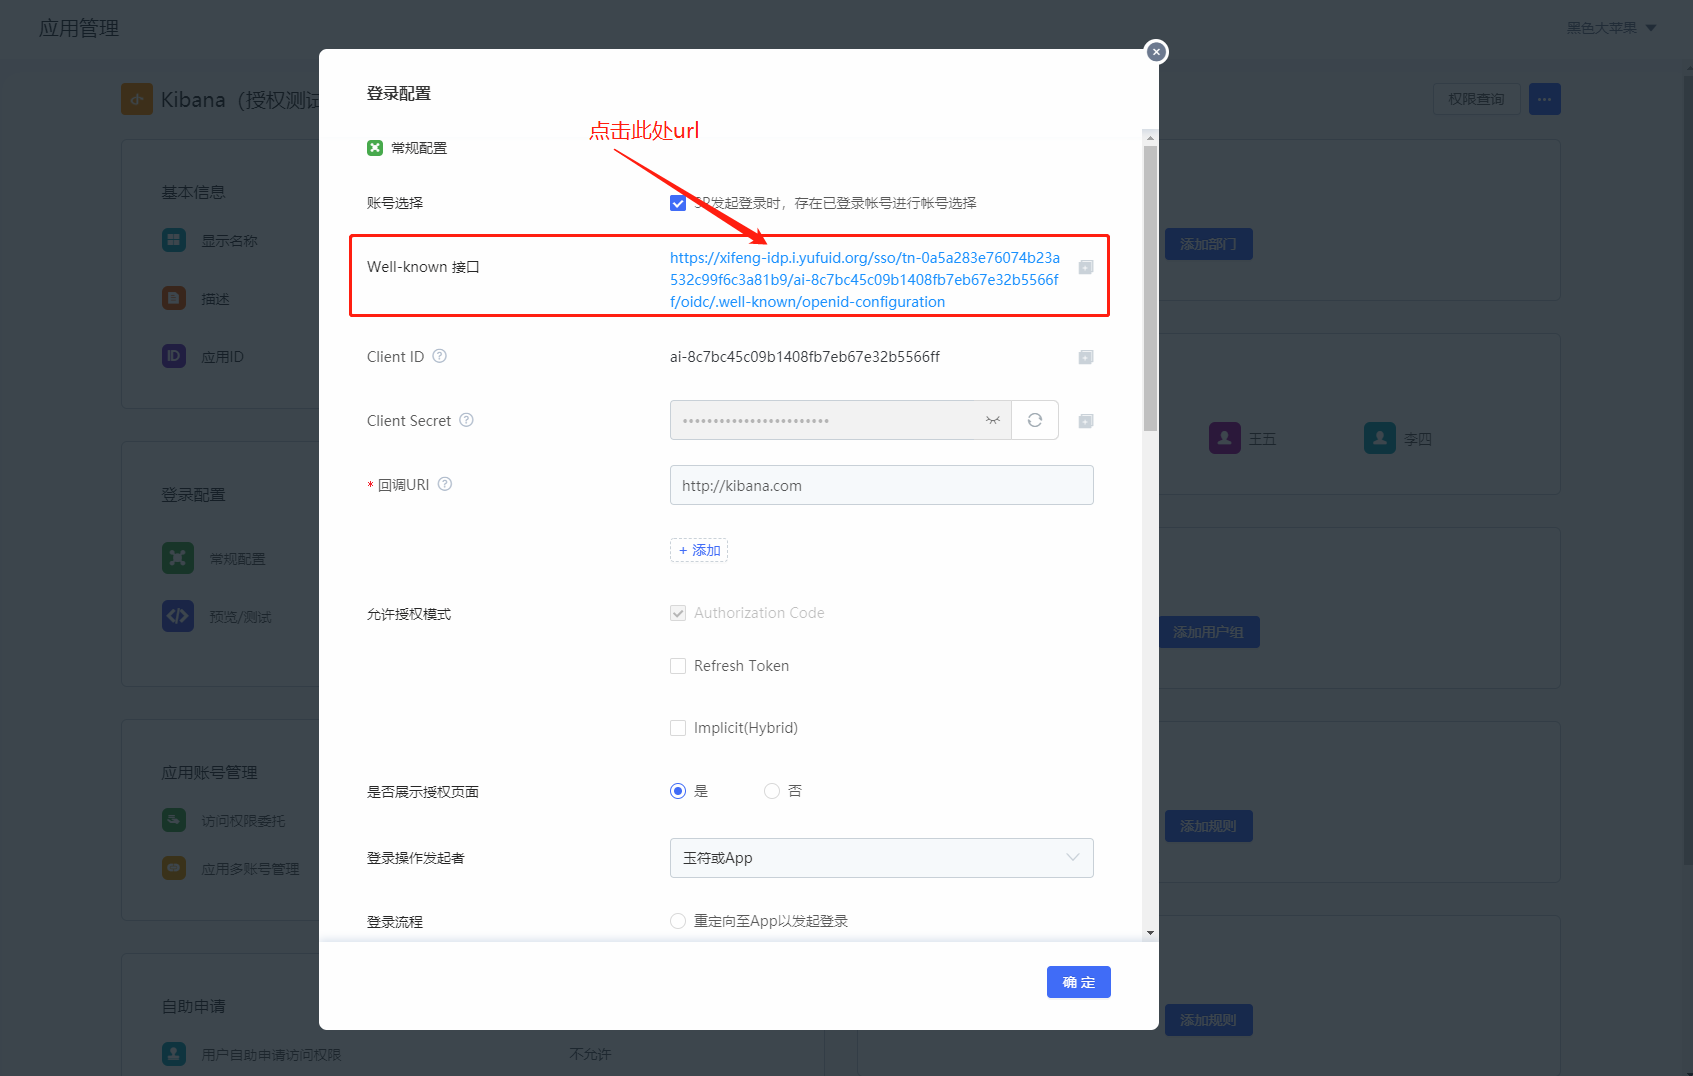 应用管理
黑色大苹果
Kibana（授权测试
权限查询
登录配置
点击此处url
常规配置
账号选择
SP发起登录时，存在已登录帐号进行帐号选择
Well-known 接口
https://xifeng-idp.i.yufuid.org/sso/tn-0a5a283e76074b23a
532c99f6c3a81b9/ai-8c7bc45c09b1408fb7eb67e32b5566f
f/oidc/.well-known/openid-configuration
Client ID
ai-8c7bc45c09b1408fb7eb67e32b5566ff
Client Secret
* 回调URI
http://kibana.com
+ 添加
允许授权模式
Authorization Code
Refresh Token
Implicit(Hybrid)
是否展示授权页面
是
否
登录操作发起者
玉符或App
登录流程
重定向至App以发起登录
确 定
基本信息
显示名称
描述
ID
应用ID
登录配置
常规配置
预览/测试
应用账号管理
访问权限委托
应用多账号管理
自助申请
用户自助申请访问权限
不允许
添加部门
王五
李四
添加用户组
添加规则
添加规则